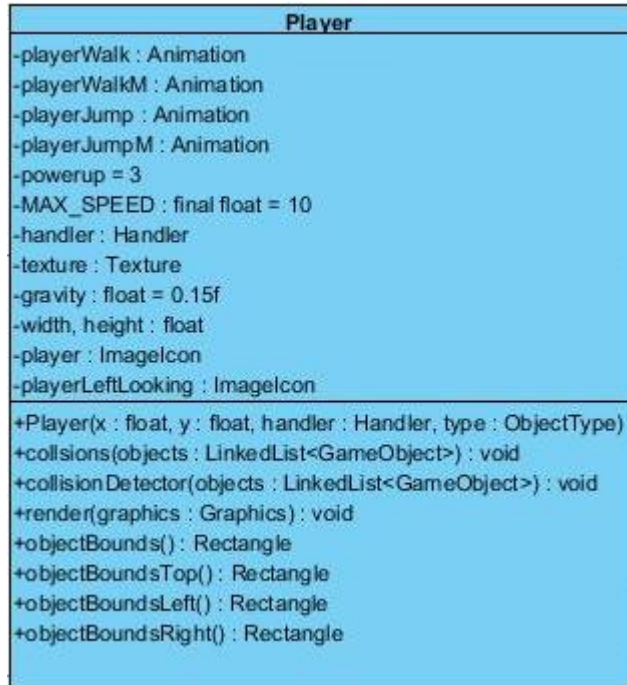 Player
-playerWalk : Animation
-playerWalkM : Animation
-playerJump : Animation
-playerJumpM : Animation
-powerup = 3
-MAX_SPEED : final float = 10
-handler : Handler
-texture : Texture
-gravity : float = 0.15f
-width, height : float
-player : ImageIcon
-playerLeftLooking : ImageIcon
+Player(x : float, y : float, handler : Handler, type : ObjectType)
+collsions(objects : LinkedList<GameObject>) : void
+collisionDetector(objects : LinkedList<GameObject>) : void
+render(graphics : Graphics) : void
+objectBounds() : Rectangle
+objectBoundsTop() : Rectangle
+objectBoundsLeft() : Rectangle
+objectBoundsRight() : Rectangle